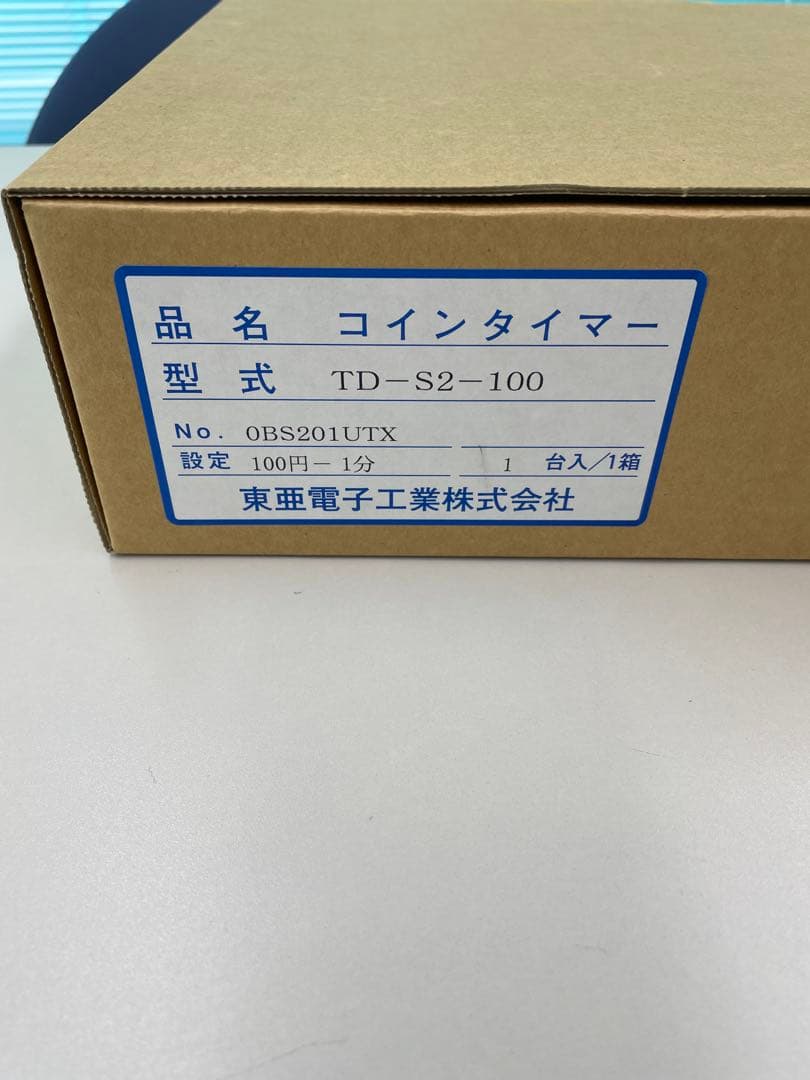 品名 コインタイマー
型式 TD-S2-100
No. 0BS201UTX
設定 100円-1分 1 台入/1箱
東亜電子工業株式会社